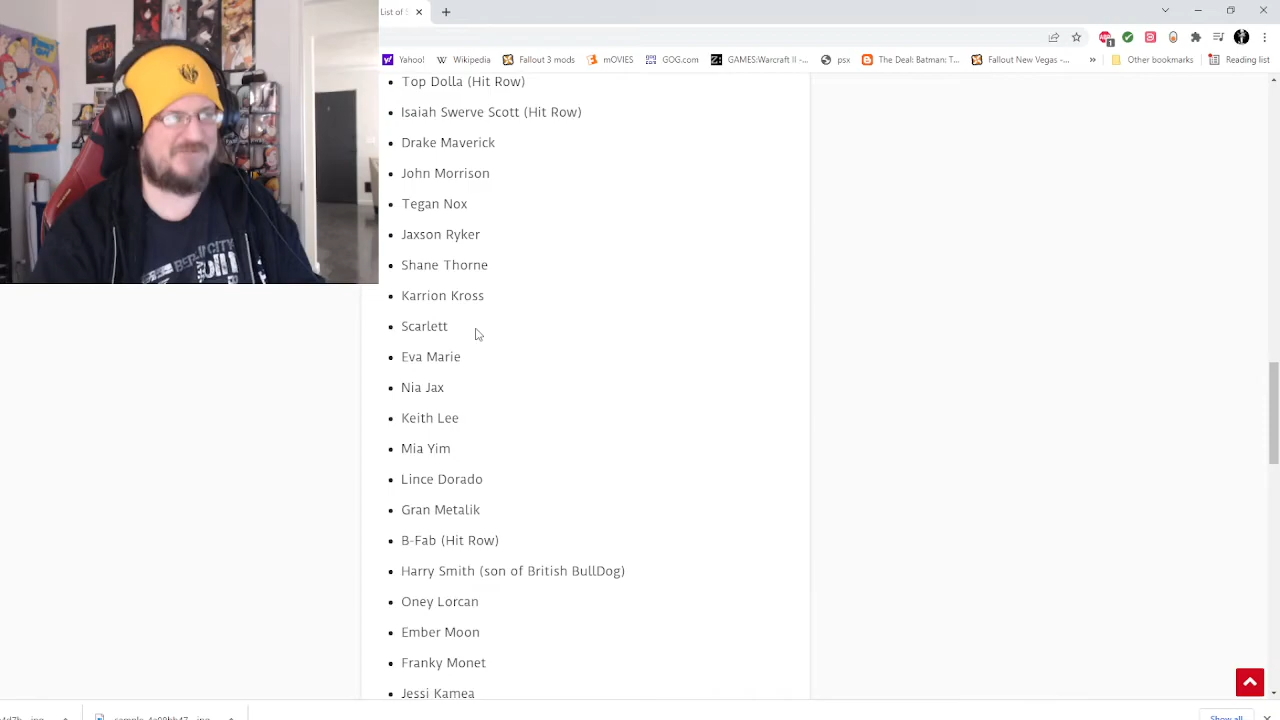 List of S
Yahoo!
Wikipedia
Fallout 3 mods
mOVIES
GOG.com
GAMES:Warcraft II -...
psx
The Deal: Batman: T...
Fallout New Vegas -...
»
Other bookmarks
Reading list
Top Dolla (Hit Row)
Isaiah Swerve Scott (Hit Row)
Drake Maverick
John Morrison
Tegan Nox
Jaxson Ryker
Shane Thorne
Karrion Kross
Scarlett
Eva Marie
Nia Jax
Keith Lee
Mia Yim
Lince Dorado
Gran Metalik
B-Fab (Hit Row)
Harry Smith (son of British BullDog)
Oney Lorcan
Ember Moon
Franky Monet
Jessi Kamea
Show all